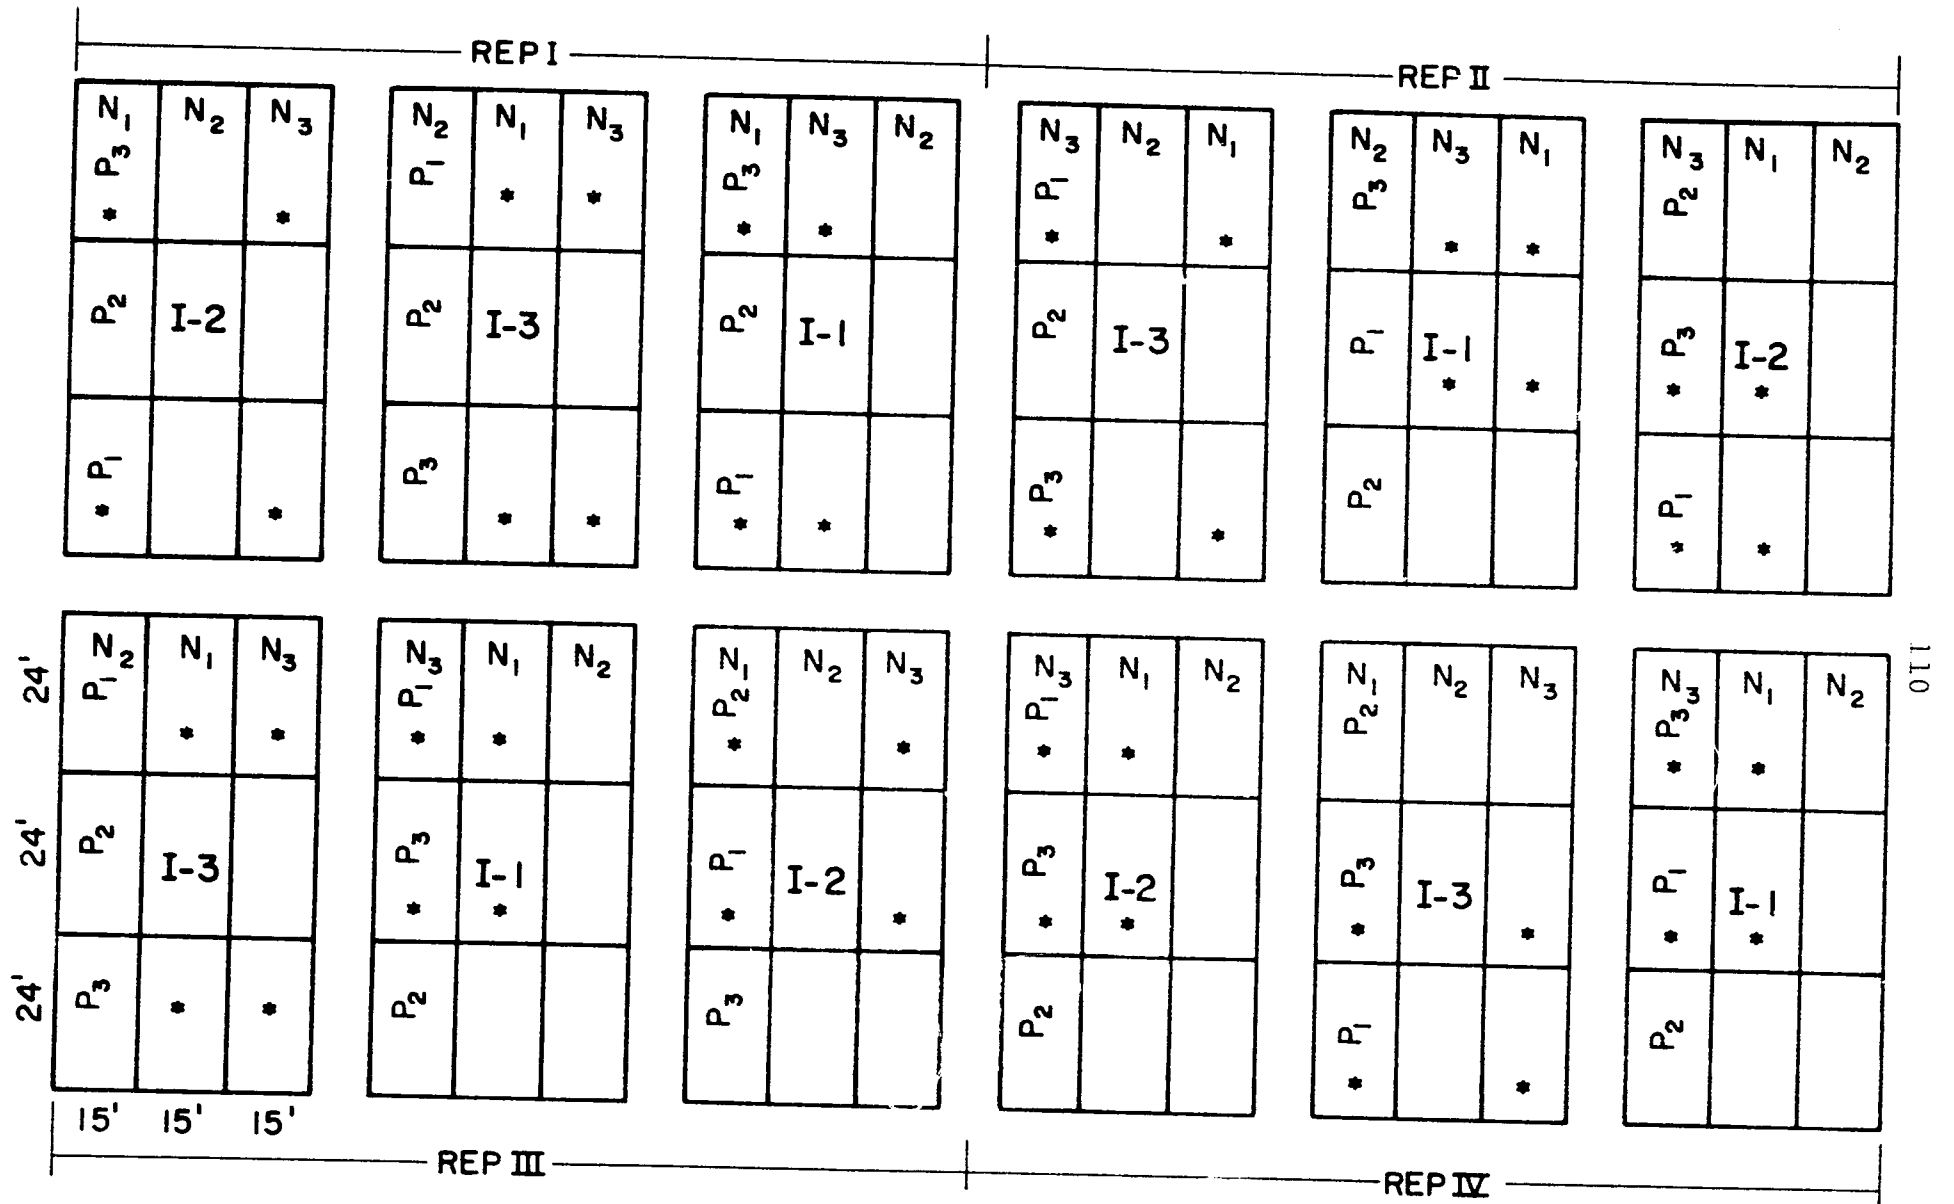 REP I
REP II
N1 N2 N3
P3
* *
P2 I-2
P1
* *
N2 N1 N3
P1 * *
P2 I-3
P3
* *
N1 N3 N2
P3
* *
P2 I-1
P1
* *
N3 N2 N1
P1
* *
P2 I-3
P3
* *
N2 N3 N1
P3
* *
P1 I-1
* *
P2
N3 N1 N2
P2
P3 I-2
* *
P1
* *
24'
24'
24'
N2 N1 N3
P1
* *
P2 I-3
P3 * *
N3 N1 N2
P1
* *
P3 I-1
* *
P2
N1 N2 N3
P2
* *
P1 I-2
* *
P3
N3 N1 N2
P1
* *
P3 I-2
* *
P2
N1 N2 N3
P2
P3 I-3
* *
P1
* *
N3 N1 N2
P3
* *
P1 I-1
* *
P2
15' 15' 15'
REP III
REP IV
110